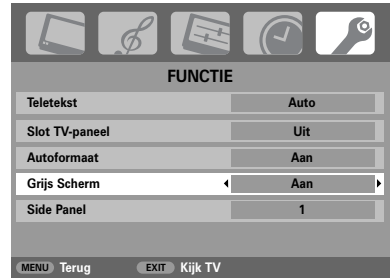 FUNCTIE
Teletekst Auto
Slot TV-paneel Uit
Autoformaat Aan
Grijs Scherm Aan
Side Panel 1
MENU Terug EXIT Kijk TV